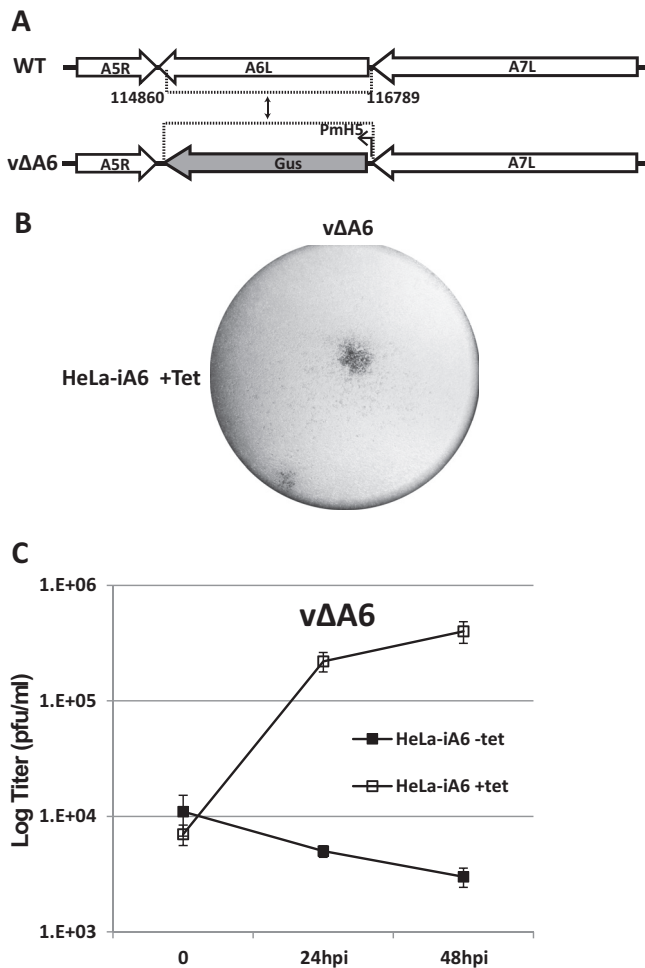 A
WT
A5R
A6L
A7L
114860
116789
PmH5
vΔA6
A5R
Gus
A7L
B
vΔA6
HeLa-iA6 +Tet
C
1.E+06
vΔA6
1.E+05
HeLa-iA6 -tet
HeLa-iA6 +tet
1.E+04
1.E+03
Log Titer (pfu/ml)
0
24hpi
48hpi